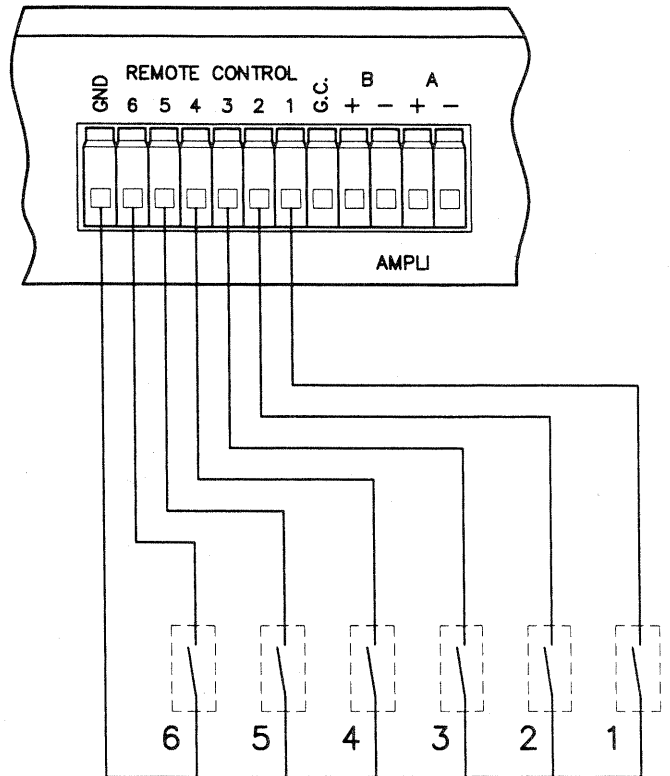 REMOTE CONTROL B A
GND 6 5 4 3 2 1 G.C. + − + −
AMPLI
6 5 4 3 2 1